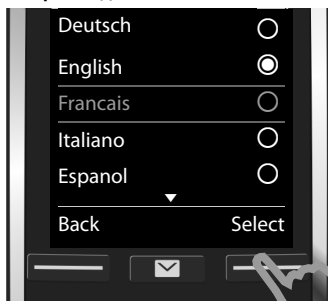 Deutsch
English
Francais
Italiano
Espanol
Back Select